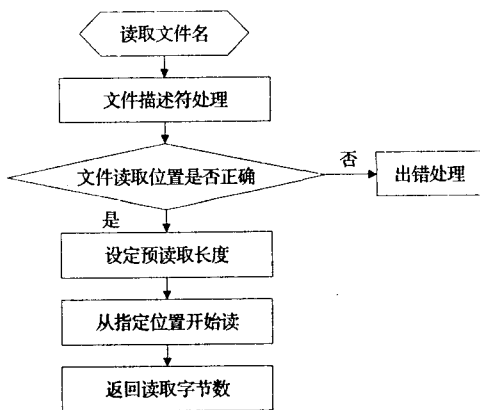 读取文件名
文件描述符处理
文件读取位置是否正确
否
出错处理
是
设定预读取长度
从指定位置开始读
返回读取字节数